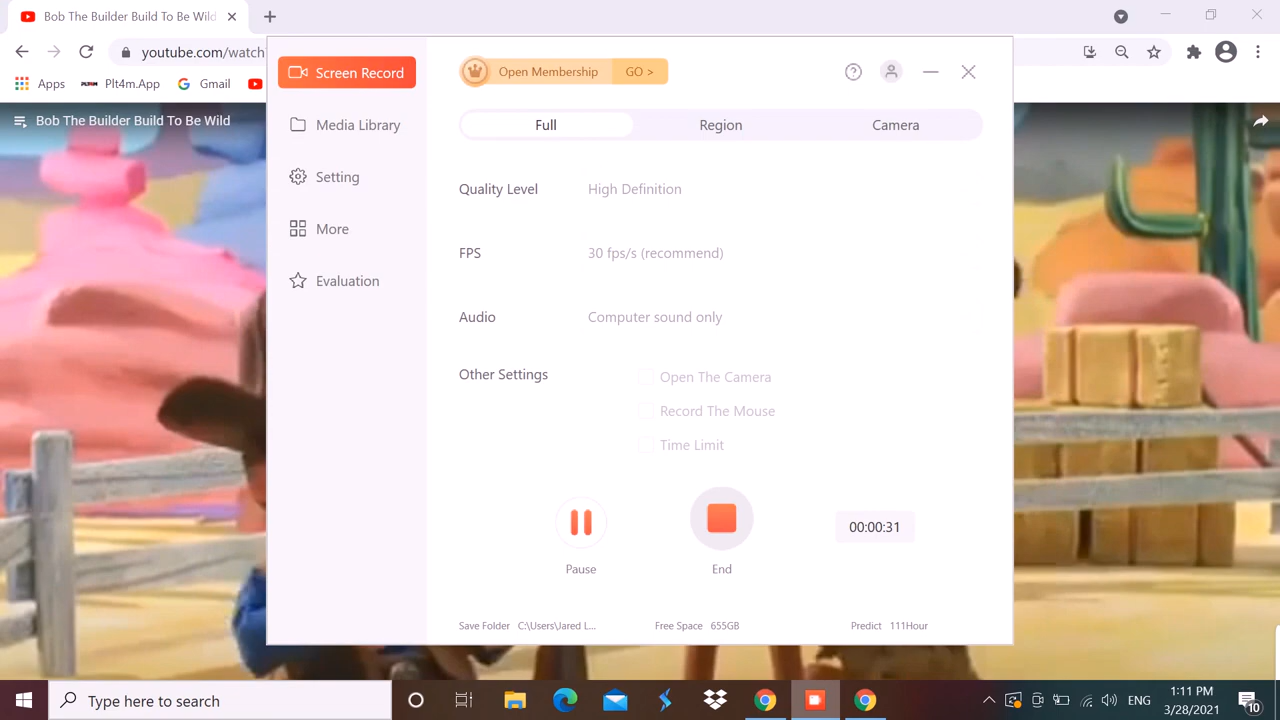 Bob The Builder Build To Be Wild
youtube.com/watch
Apps
PLT4M Plt4m.App
Gmail
Bob The Builder Build To Be Wild
Screen Record
Media Library
Setting
More
Evaluation
Open Membership GO >
Full Region Camera
Quality Level High Definition
FPS 30 fps/s (recommend)
Audio Computer sound only
Other Settings Open The Camera
Record The Mouse
Time Limit
00:00:31
Pause End
Save Folder C:\Users\Jared L... Free Space 655GB Predict 111Hour
Type here to search
ENG
1:11 PM
3/28/2021
10